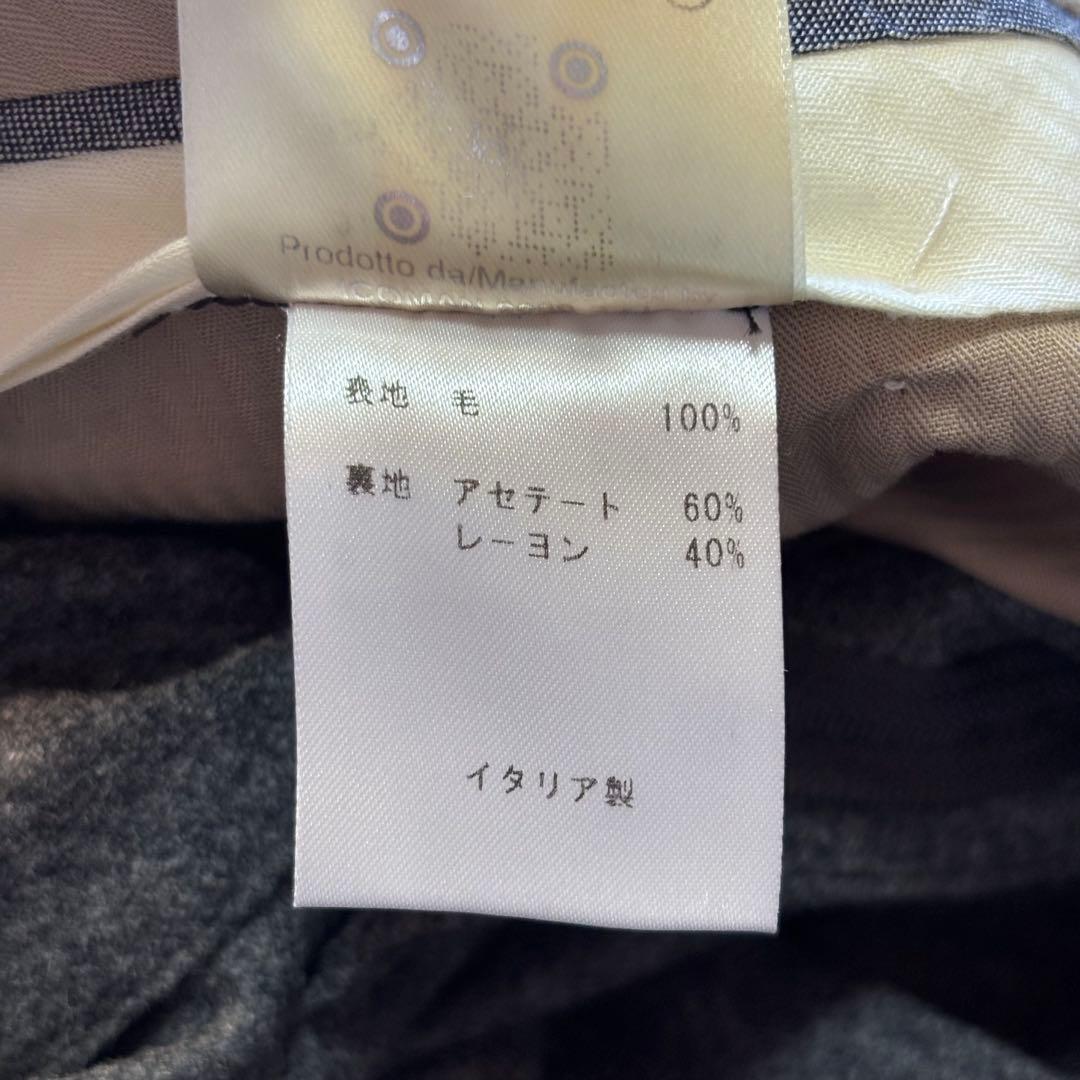 Prodotto da/Manufactured by
表地 毛 100%
裏地 アセテート 60%
レーヨン 40%
イタリア製